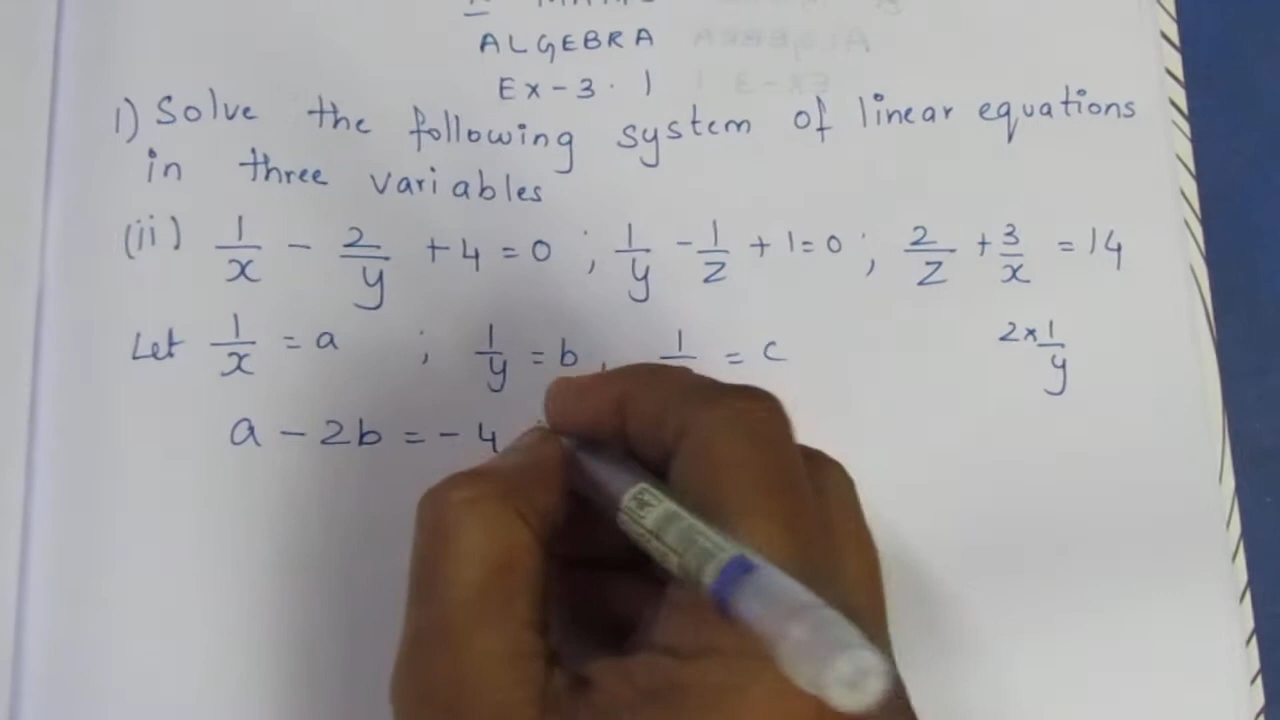 ALGEBRA
Ex-3.1
1) Solve the following system of linear equations
in three variables
(ii) 1/x - 2/y + 4 = 0 ; 1/y - 1/z + 1 = 0 ; 2/z + 3/x = 14
Let 1/x = a ; 1/y = b, 1 = c 2 × 1/y
a - 2b = - 4